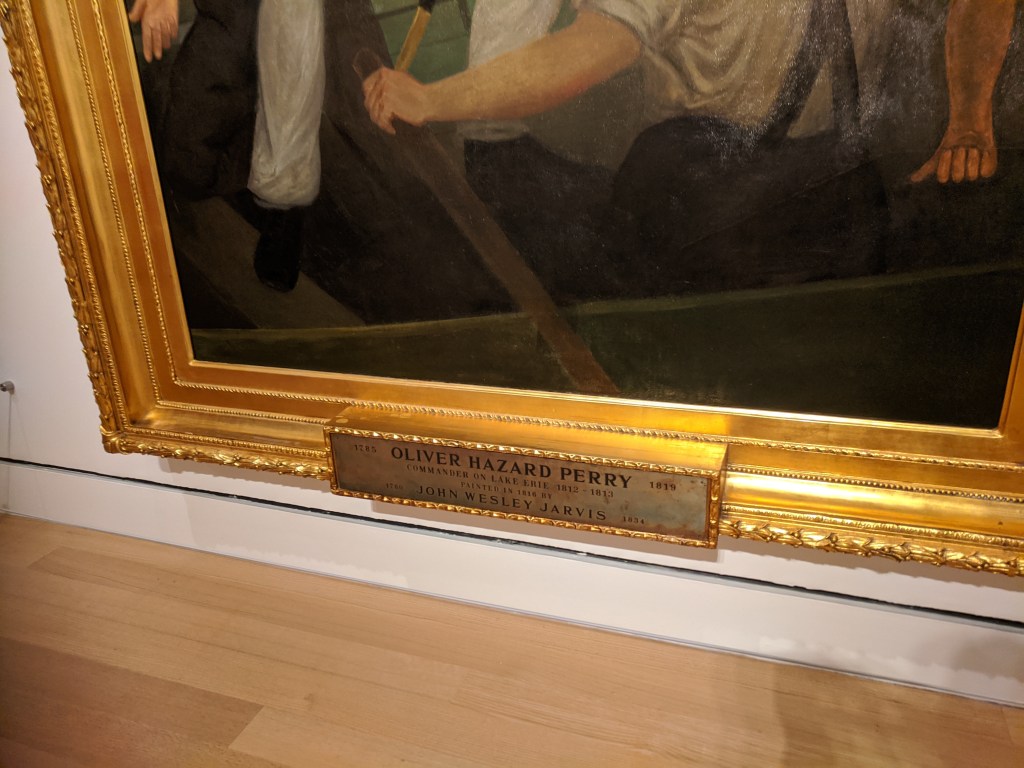 1785 OLIVER HAZARD PERRY 1819
COMMANDER ON LAKE ERIE 1812 - 1813
PAINTED IN 1816 BY
1780 JOHN WESLEY JARVIS 1834